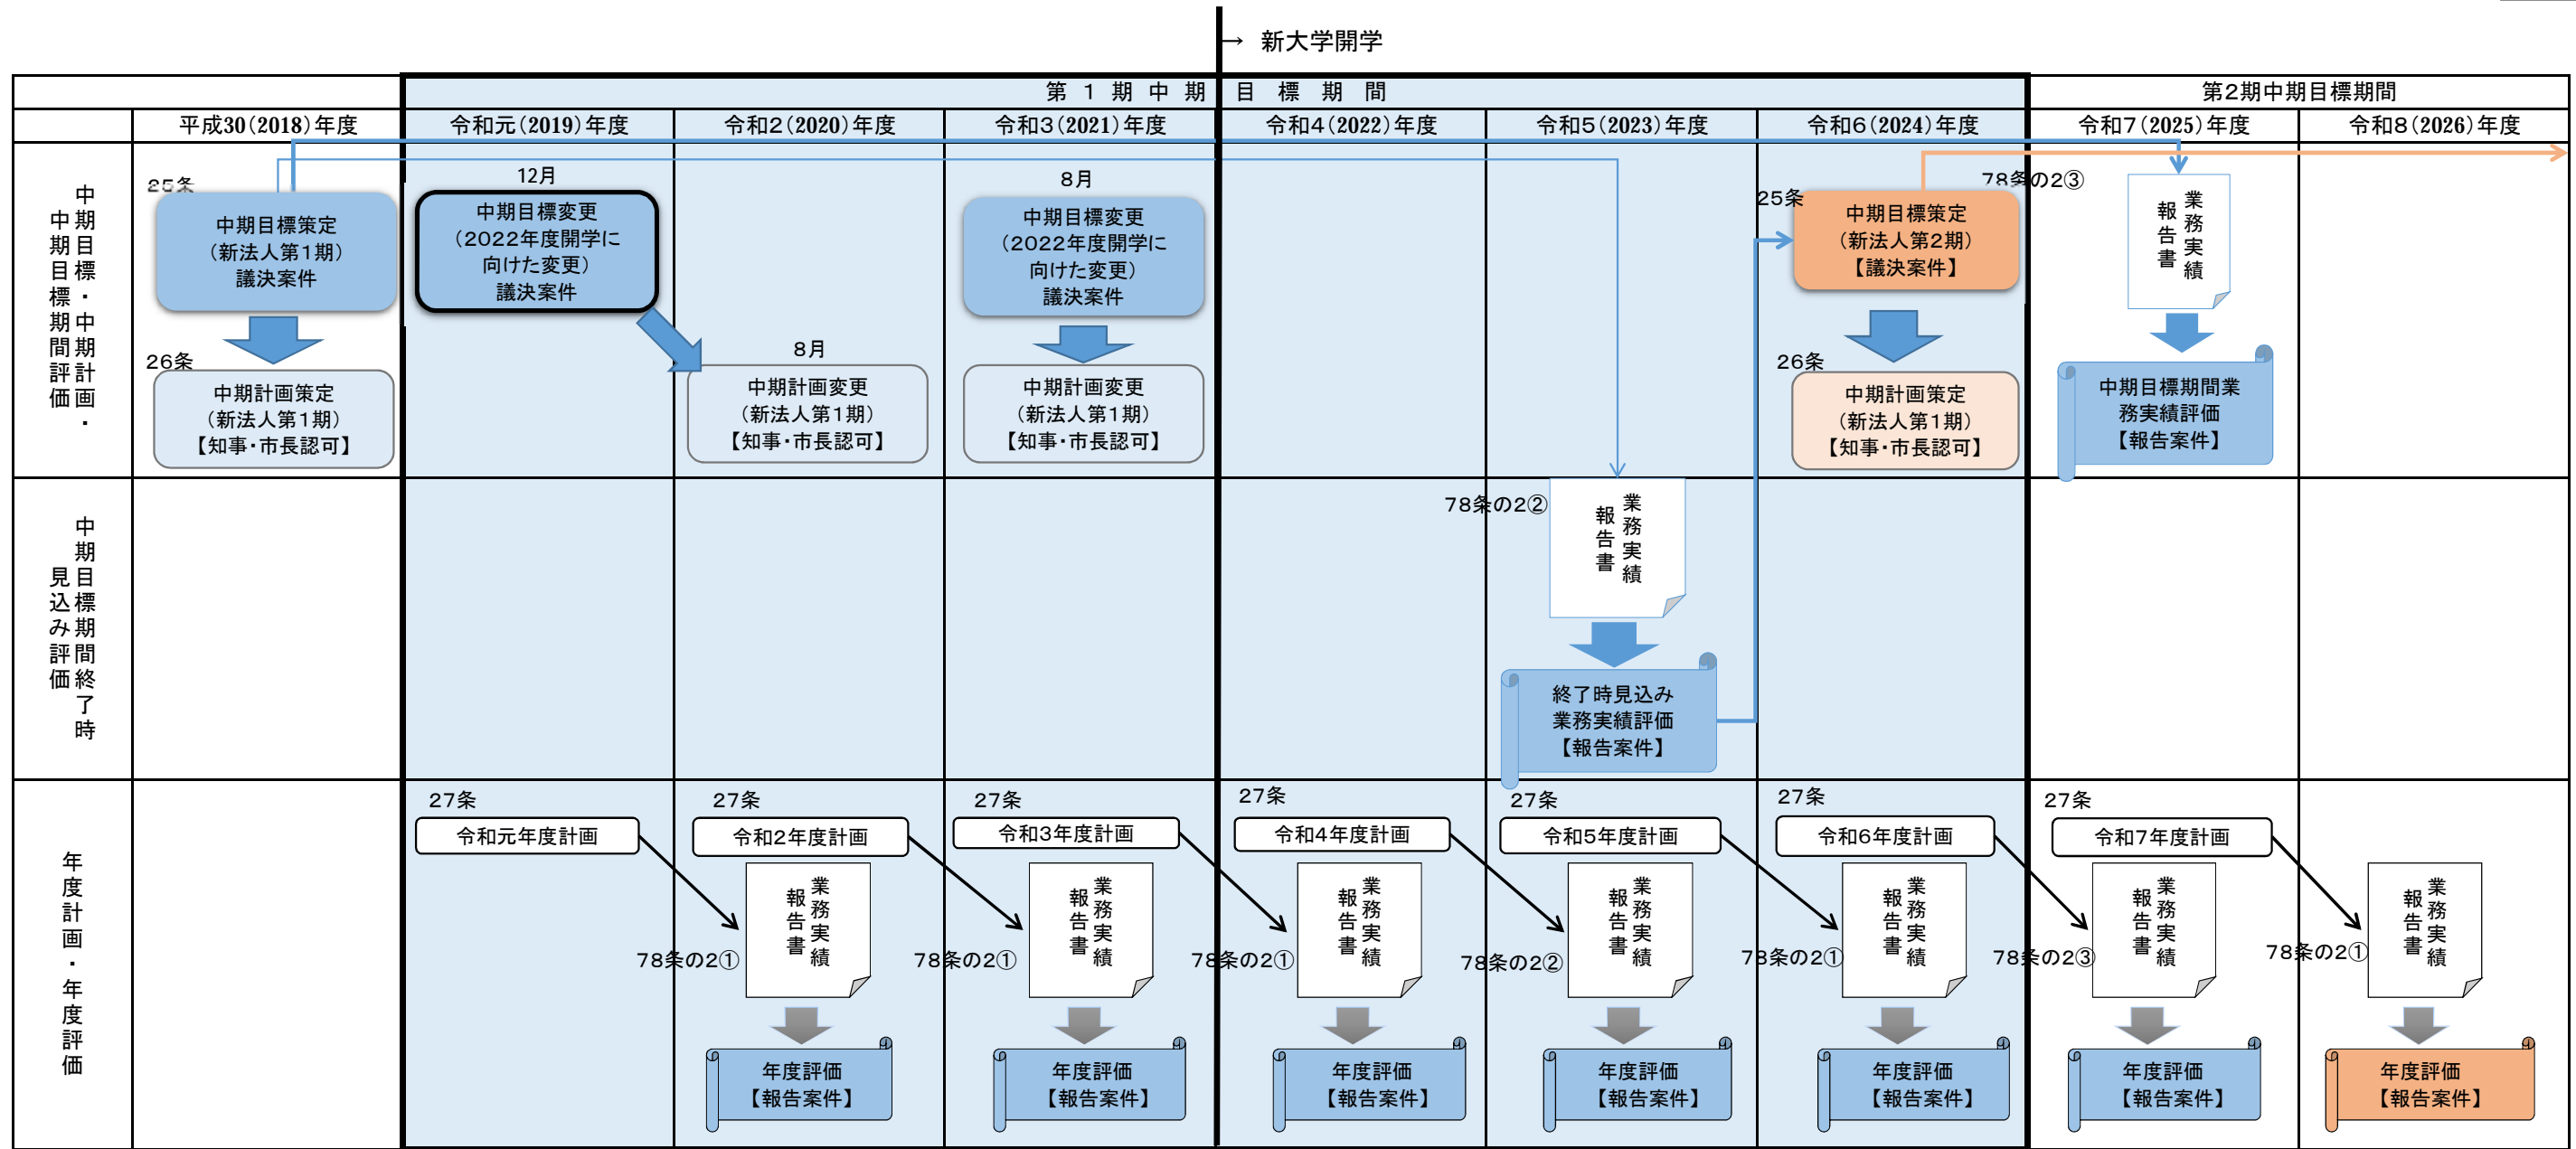 → 新大学開学
第1期中期目標期間
第2期中期目標期間
平成30(2018)年度
令和元(2019)年度
令和2(2020)年度
令和3(2021)年度
令和4(2022)年度
令和5(2023)年度
令和6(2024)年度
令和7(2025)年度
令和8(2026)年度
中期目標・中期計画・
中期目標期間評価
25条
中期目標策定
(新法人第1期)
議決案件
26条
中期計画策定
(新法人第1期)
【知事・市長認可】
12月
中期目標変更
(2022年度開学に
向けた変更)
議決案件
8月
中期計画変更
(新法人第1期)
【知事・市長認可】
8月
中期目標変更
(2022年度開学に
向けた変更)
議決案件
中期計画変更
(新法人第1期)
【知事・市長認可】
25条
中期目標策定
(新法人第2期)
【議決案件】
26条
中期計画策定
(新法人第1期)
【知事・市長認可】
78条の2③
業務実績
報告書
中期目標期間業
務実績評価
【報告案件】
中期目標期間終了時
見込み評価
78条の2②
業務実績
報告書
終了時見込み
業務実績評価
【報告案件】
年度計画・年度評価
27条
令和元年度計画
27条
令和2年度計画
78条の2①
業務実績
報告書
年度評価
【報告案件】
27条
令和3年度計画
78条の2①
業務実績
報告書
年度評価
【報告案件】
27条
令和4年度計画
78条の2①
業務実績
報告書
年度評価
【報告案件】
27条
令和5年度計画
78条の2②
業務実績
報告書
年度評価
【報告案件】
27条
令和6年度計画
78条の2①
業務実績
報告書
年度評価
【報告案件】
27条
令和7年度計画
78条の2③
業務実績
報告書
年度評価
【報告案件】
78条の2①
業務実績
報告書
年度評価
【報告案件】